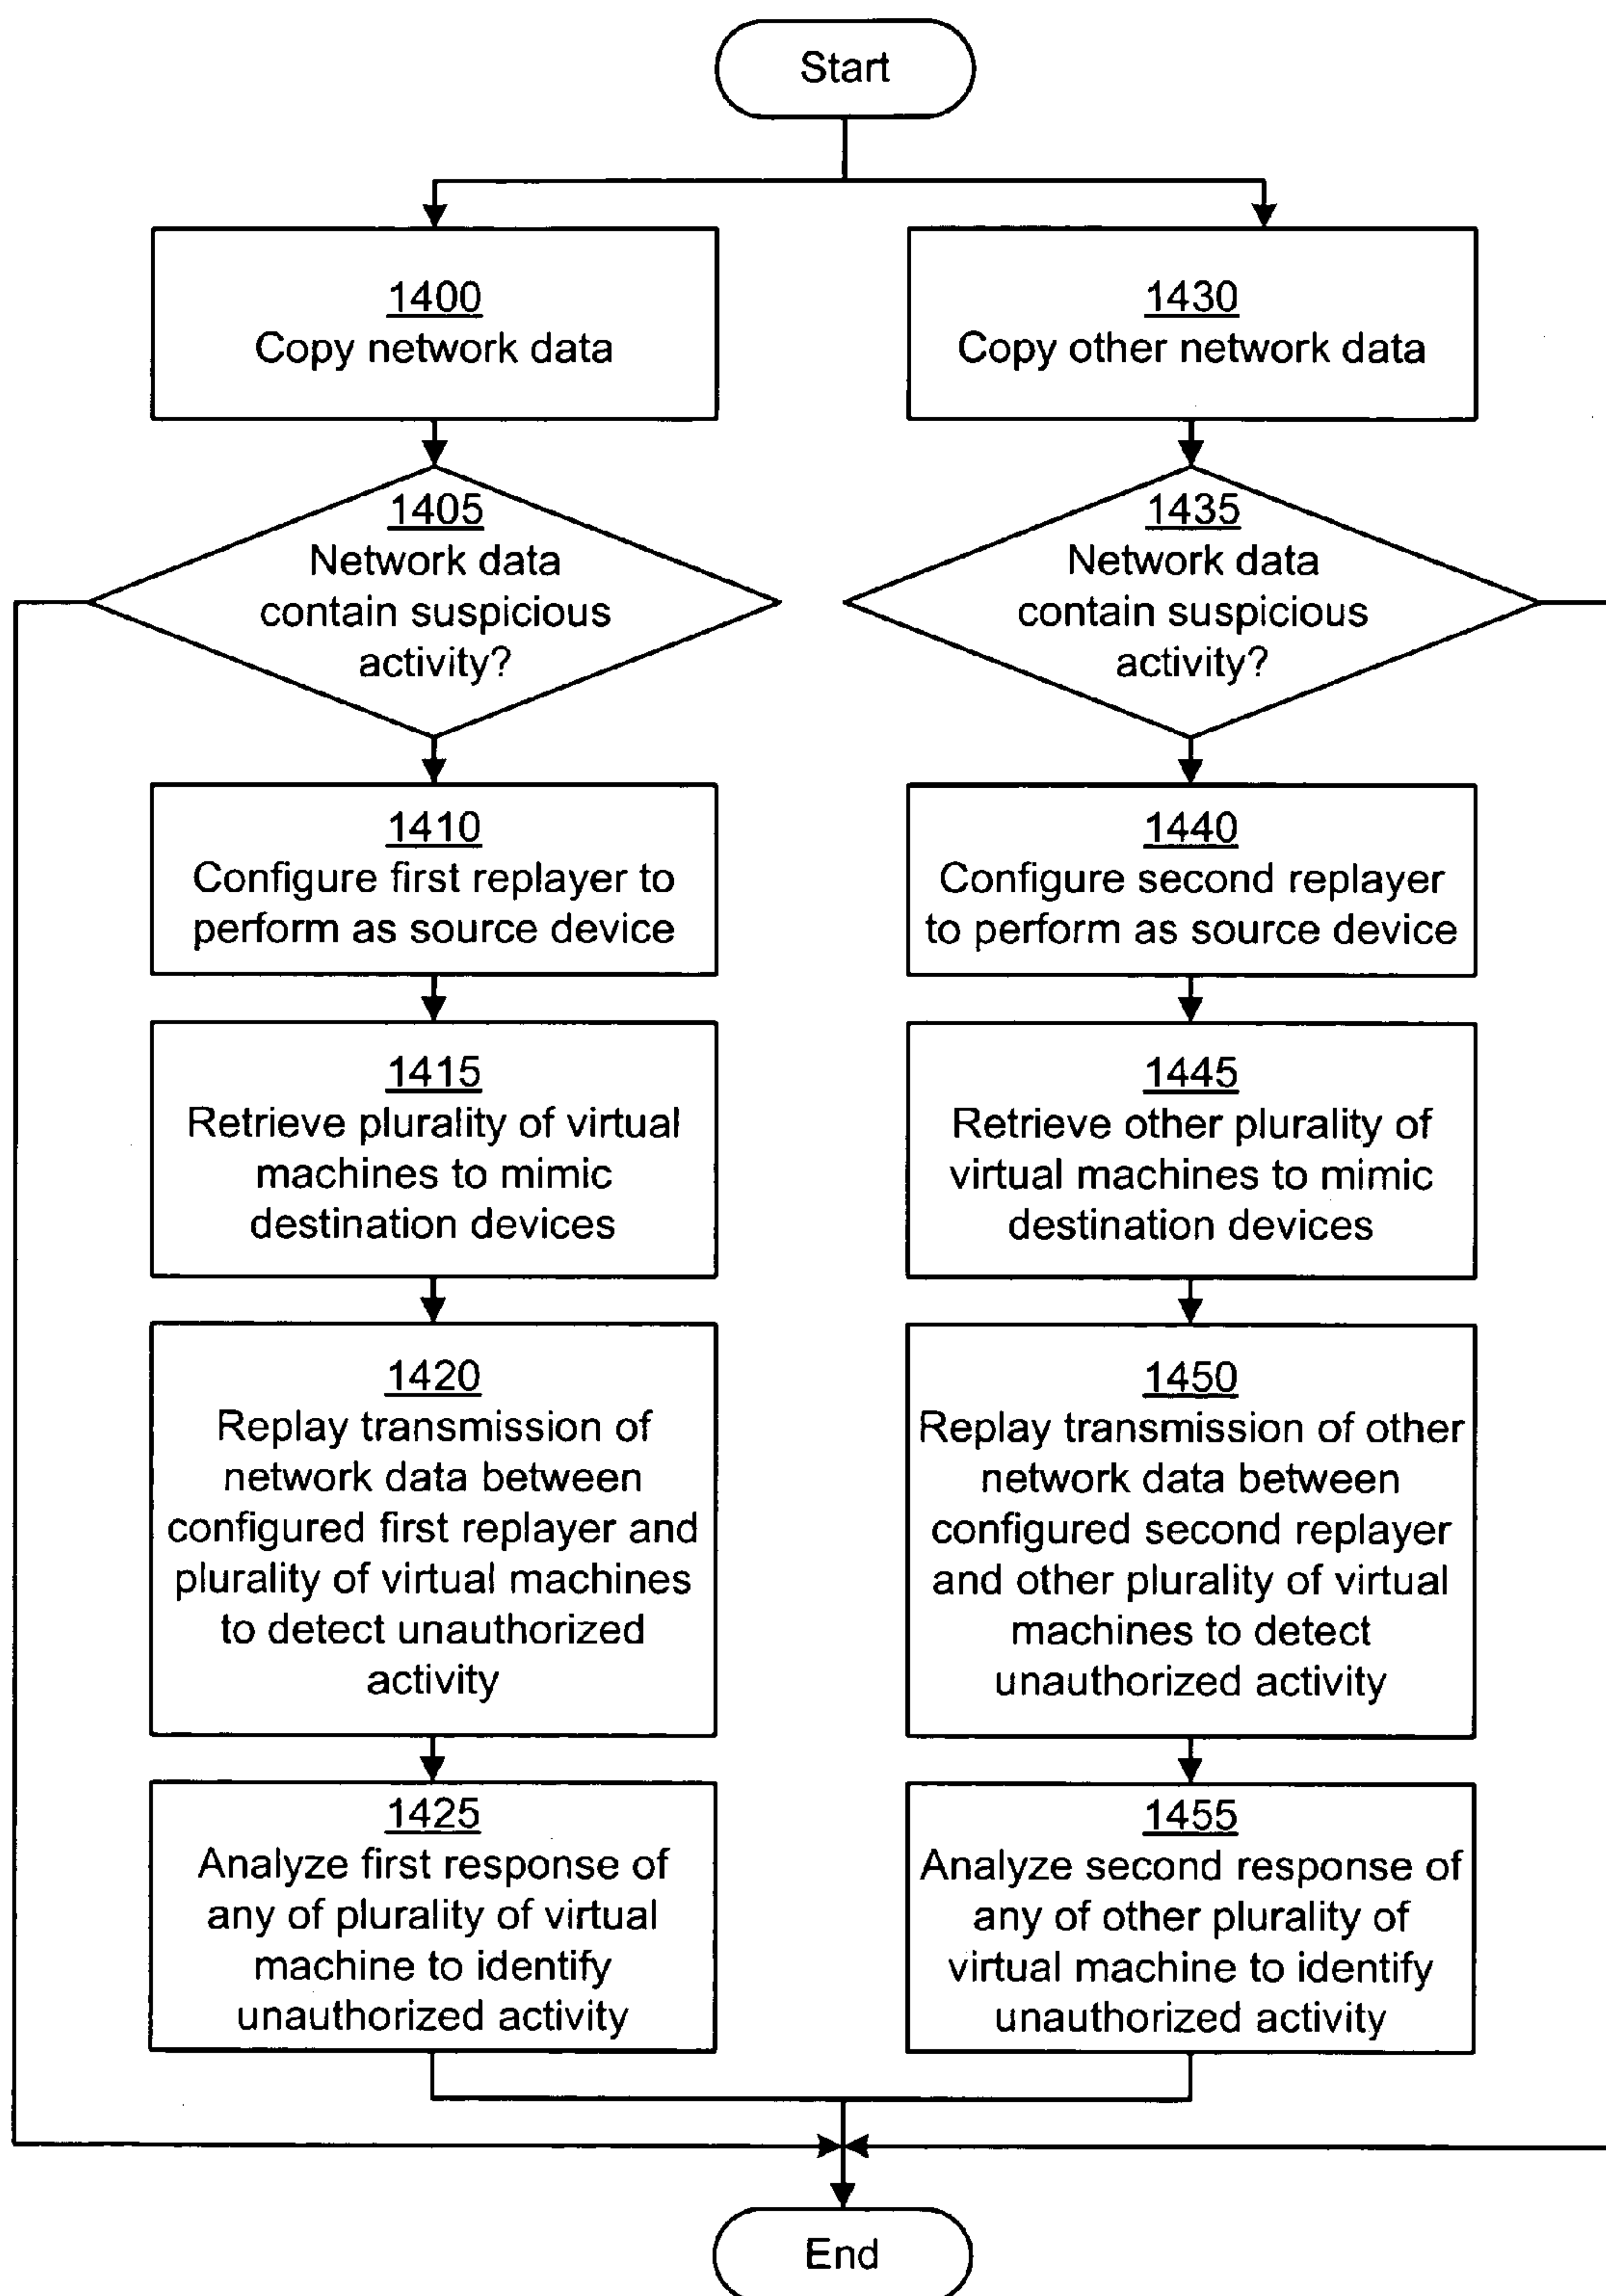 Start
1400
Copy network data
1405
Network data
contain suspicious
activity?
1410
Configure first replayer to
perform as source device
1415
Retrieve plurality of virtual
machines to mimic
destination devices
1420
Replay transmission of
network data between
configured first replayer and
plurality of virtual machines
to detect unauthorized
activity
1425
Analyze first response of
any of plurality of virtual
machine to identify
unauthorized activity
1430
Copy other network data
1435
Network data
contain suspicious
activity?
1440
Configure second replayer
to perform as source device
1445
Retrieve other plurality of
virtual machines to mimic
destination devices
1450
Replay transmission of other
network data between
configured second replayer
and other plurality of virtual
machines to detect
unauthorized activity
1455
Analyze second response of
any of other plurality of
virtual machine to identify
unauthorized activity
End